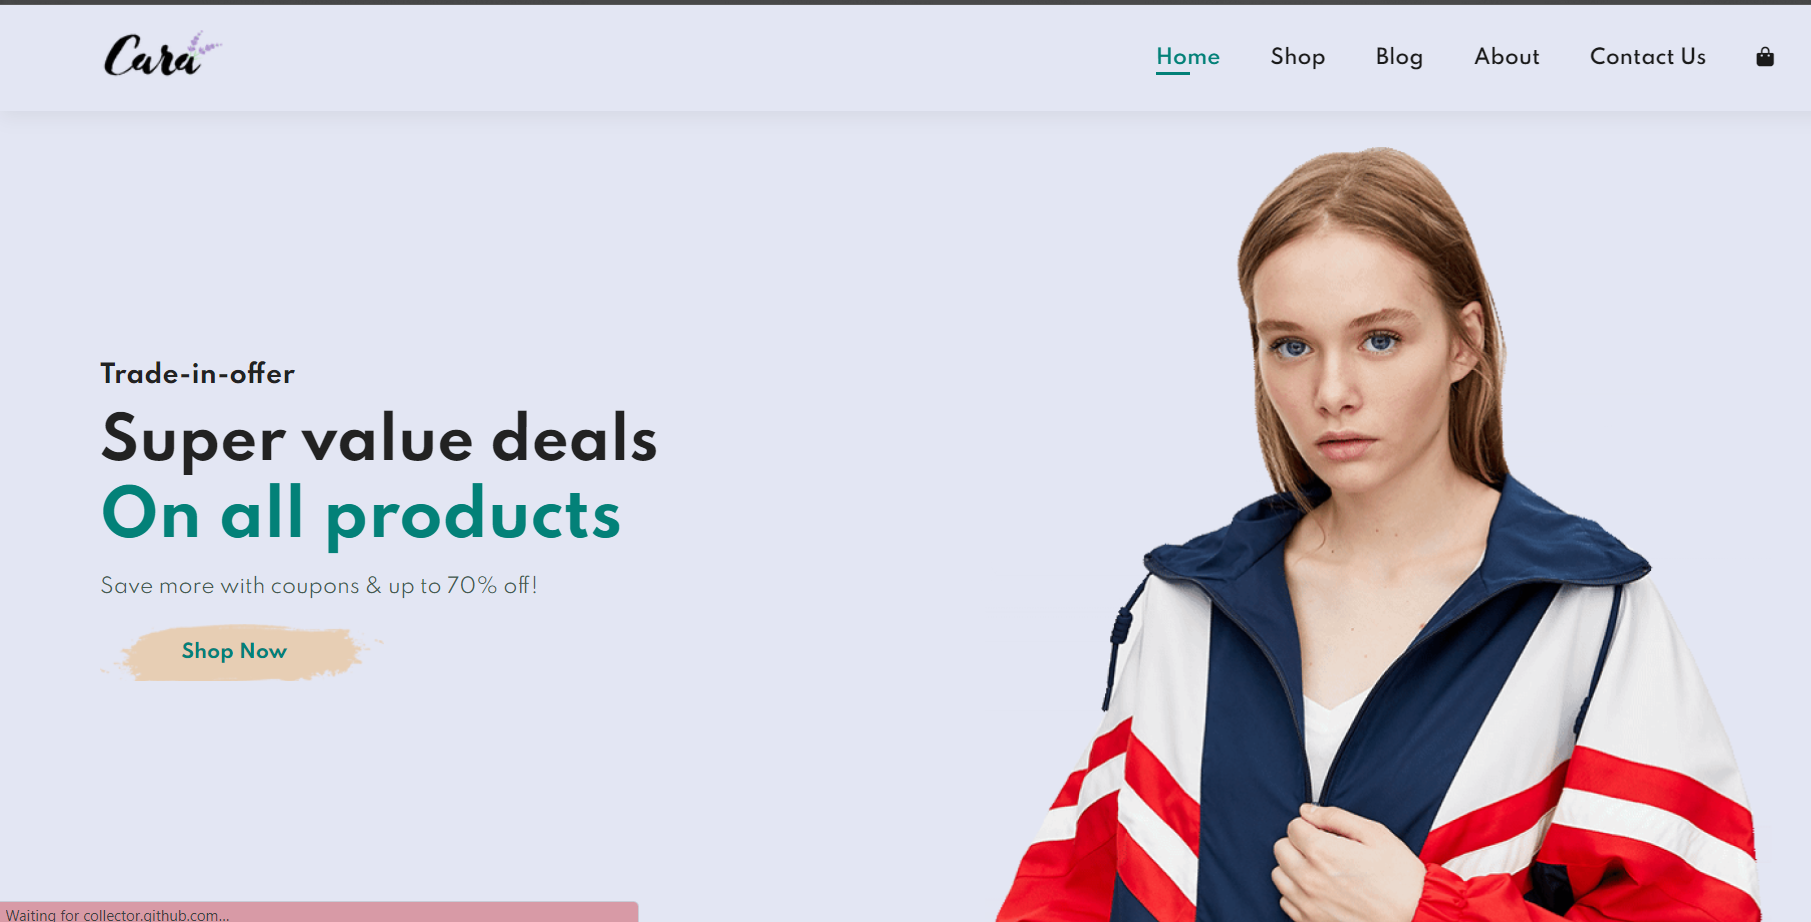 Cara
Home Shop Blog About Contact Us
Trade-in-offer
Super value deals
On all products
Save more with coupons & up to 70% off!
Shop Now
Waiting for collector.github.com...